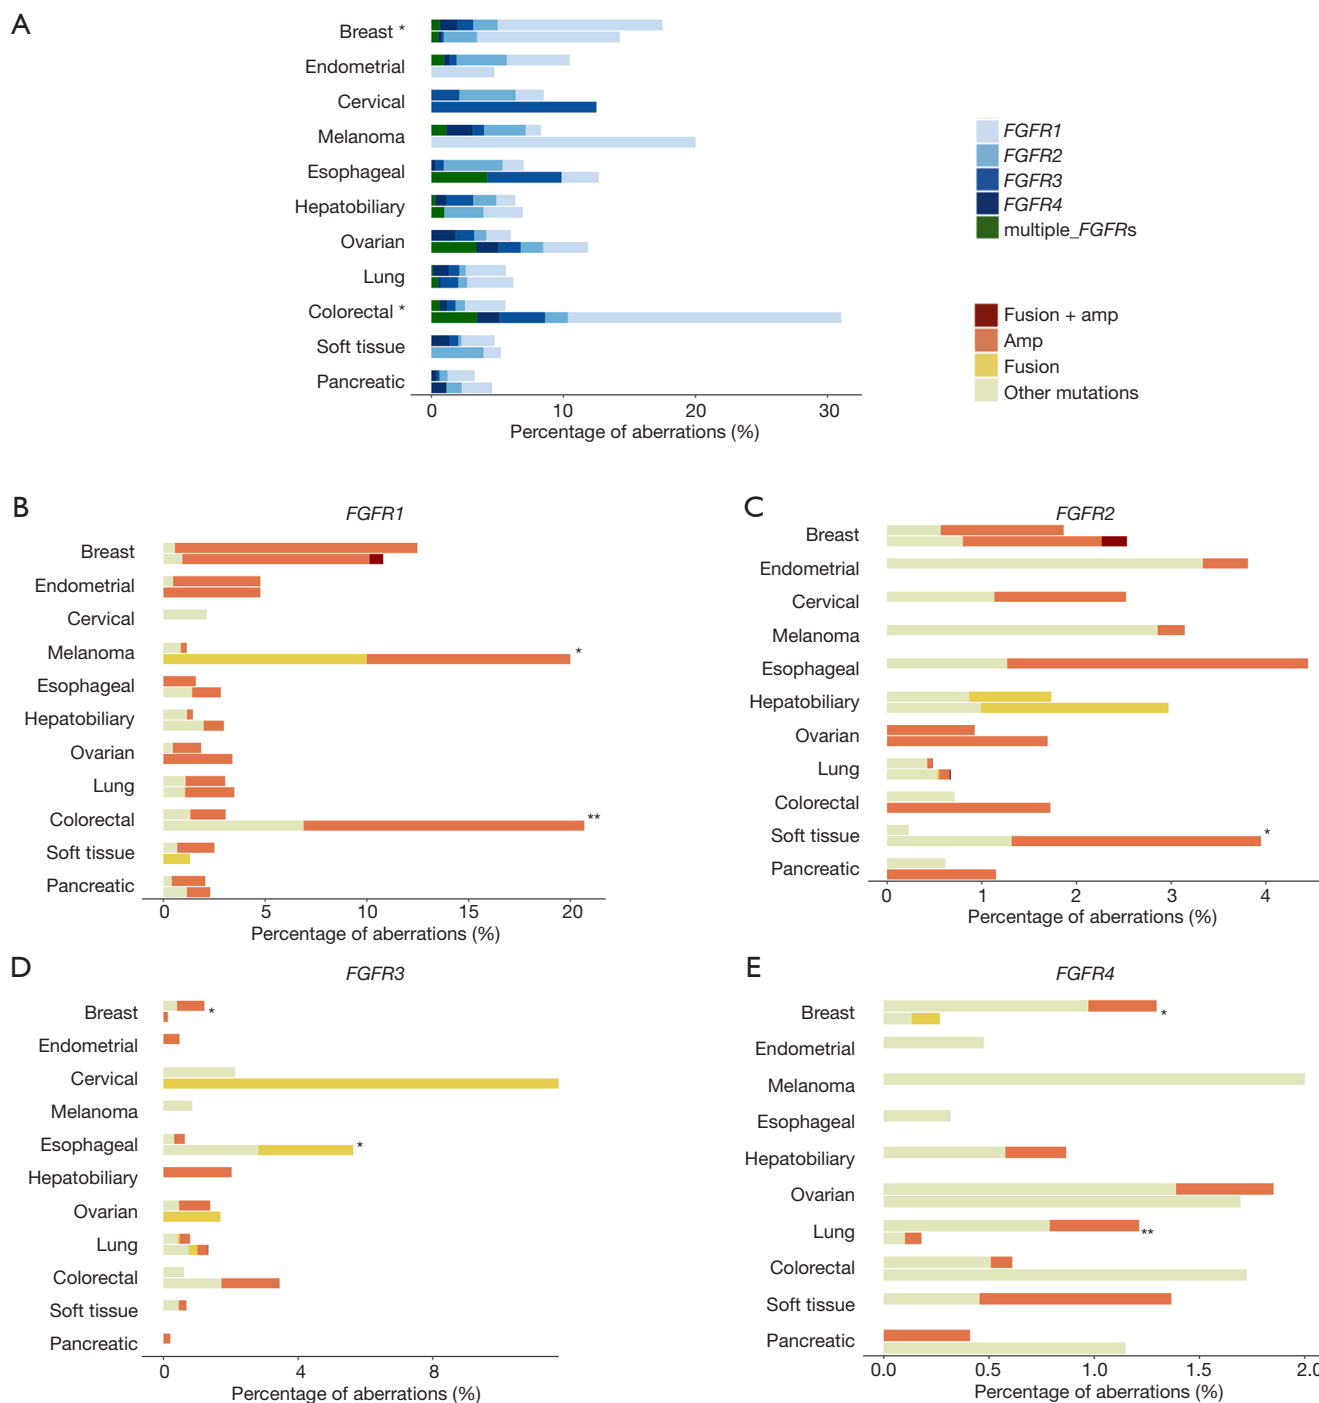 A
Breast *
Endometrial
Cervical
Melanoma
Esophageal
Hepatobiliary
Ovarian
Lung
Colorectal *
Soft tissue
Pancreatic
0 10 20 30
Percentage of aberrations (%)
FGFR1
FGFR2
FGFR3
FGFR4
multiple_FGFRs
Fusion + amp
Amp
Fusion
Other mutations
B
FGFR1
Breast
Endometrial
Cervical
Melanoma *
Esophageal
Hepatobiliary
Ovarian
Lung
Colorectal **
Soft tissue
Pancreatic
0 5 10 15 20
Percentage of aberrations (%)
C
FGFR2
Breast
Endometrial
Cervical
Melanoma
Esophageal
Hepatobiliary
Ovarian
Lung
Colorectal
Soft tissue *
Pancreatic
0 1 2 3 4
Percentage of aberrations (%)
D
FGFR3
Breast *
Endometrial
Cervical
Melanoma
Esophageal *
Hepatobiliary
Ovarian
Lung
Colorectal
Soft tissue
Pancreatic
0 4 8
Percentage of aberrations (%)
E
FGFR4
Breast *
Endometrial
Melanoma
Esophageal
Hepatobiliary
Ovarian
Lung **
Colorectal
Soft tissue
Pancreatic
0.0 0.5 1.0 1.5 2.0
Percentage of aberrations (%)